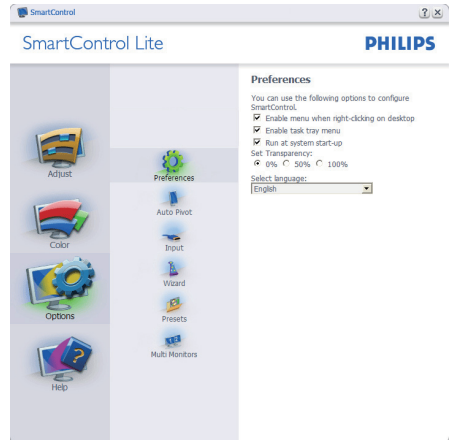 SmartControl
SmartControl Lite
PHILIPS
Adjust
Color
Options
Help
Preferences
Auto Pivot
Input
Wizard
Presets
Multi Monitors
Preferences
You can use the following options to configure
SmartControl.
Enable menu when right-clicking on desktop
Enable task tray menu
Run at system start-up
Set Transparency:
0% 50% 100%
Select language:
English